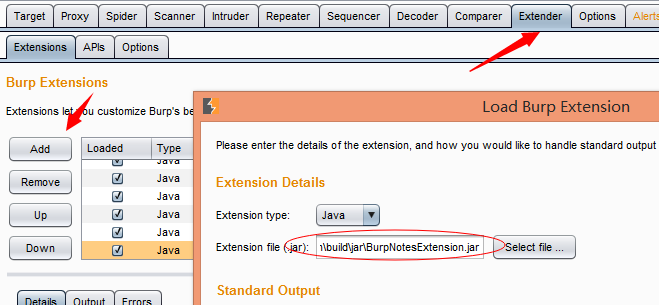 Target Proxy Spider Scanner Intruder Repeater Sequencer Decoder Comparer Extender Options Alerts
Extensions APIs Options
Burp Extensions
Extensions let you customize Burp's be
Add
Remove
Up
Down
Loaded Type
Java
Java
Java
Java
Java
Java
Details Output Errors
Load Burp Extension
Please enter the details of the extension, and how you would like to handle standard output
Extension Details
Extension type: Java
Extension file (.jar): \build\jar\BurpNotesExtension.jar Select file ...
Standard Output